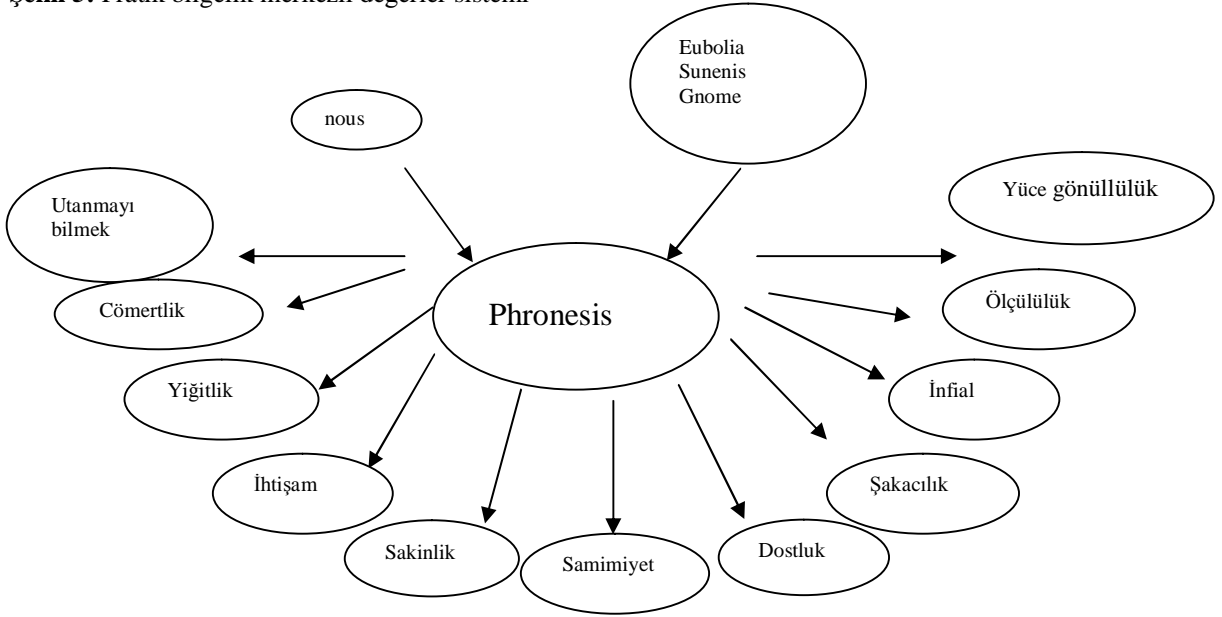 Şekil Pratik bilgelik merkezli değerler sistemi
Eubolia
Sunenis
Gnome
nous
Yüce gönüllülük
Utanmayı
bilmek
Cömertlik
Phronesis
Ölçülülük
Yiğitlik
İnfial
İhtişam
Şakacılık
Sakinlik
Samimiyet
Dostluk